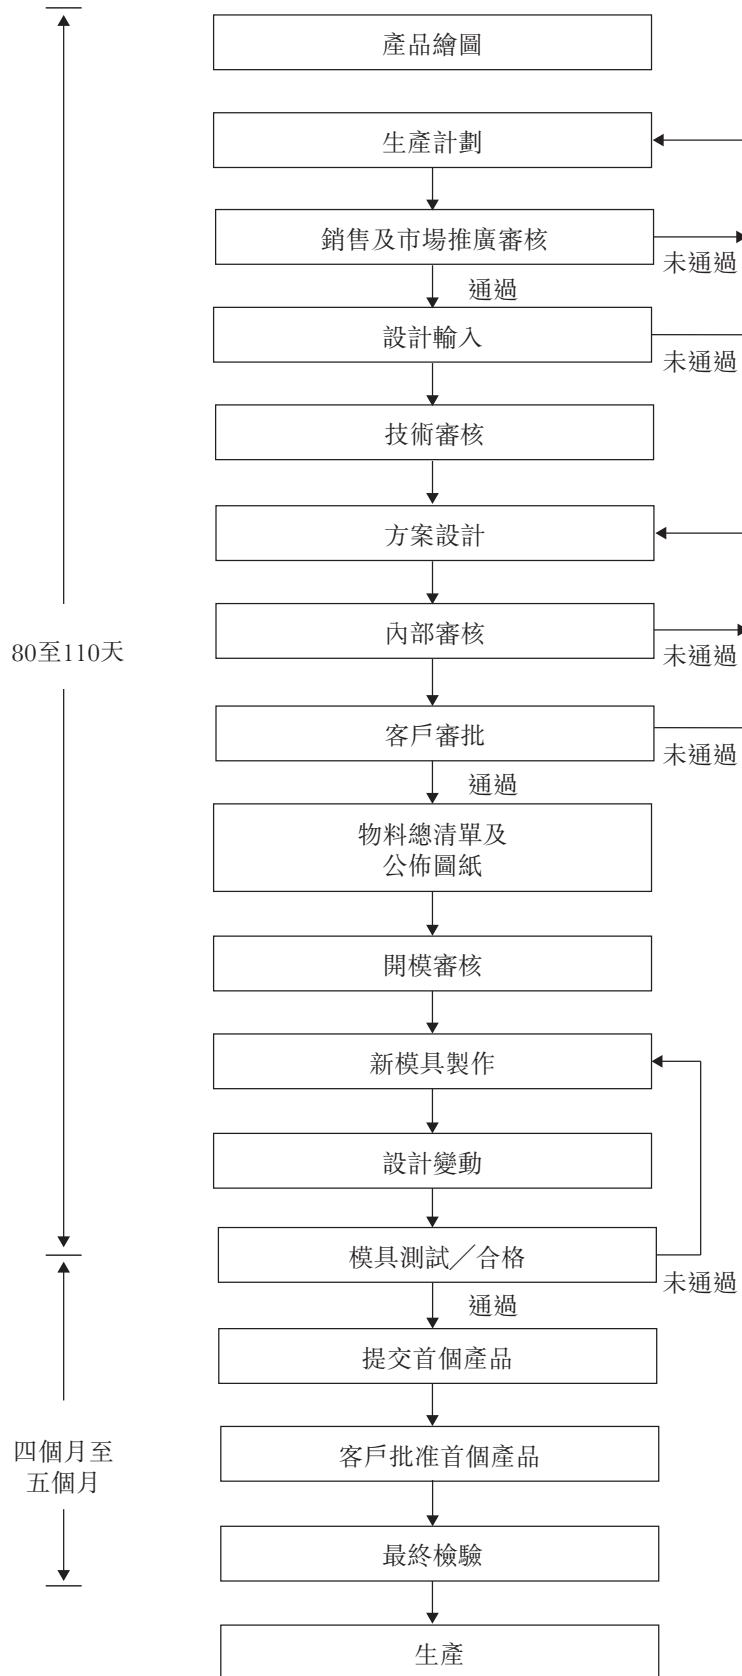 產品繪圖
生產計劃
銷售及市場推廣審核
未通過
通過
設計輸入
未通過
技術審核
方案設計
內部審核
未通過
80至110天
客戶審批
未通過
通過
物料總清單及
公佈圖紙
開模審核
新模具製作
設計變動
模具測試／合格
未通過
通過
提交首個產品
客戶批准首個產品
四個月至
五個月
最終檢驗
生產